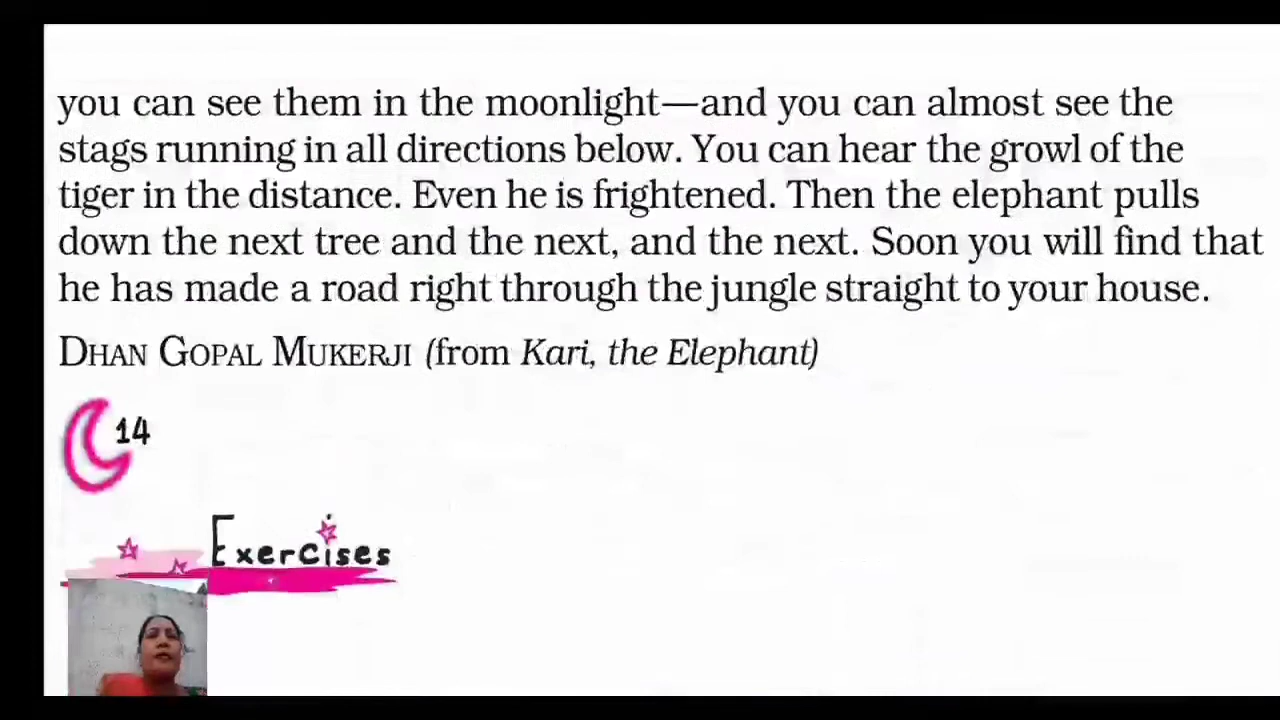 you can see them in the moonlight—and you can almost see the
stags running in all directions below. You can hear the growl of the
tiger in the distance. Even he is frightened. Then the elephant pulls
down the next tree and the next, and the next. Soon you will find that
he has made a road right through the jungle straight to your house.
DHAN GOPAL MUKERJI (from Kari, the Elephant)
14
Exercises